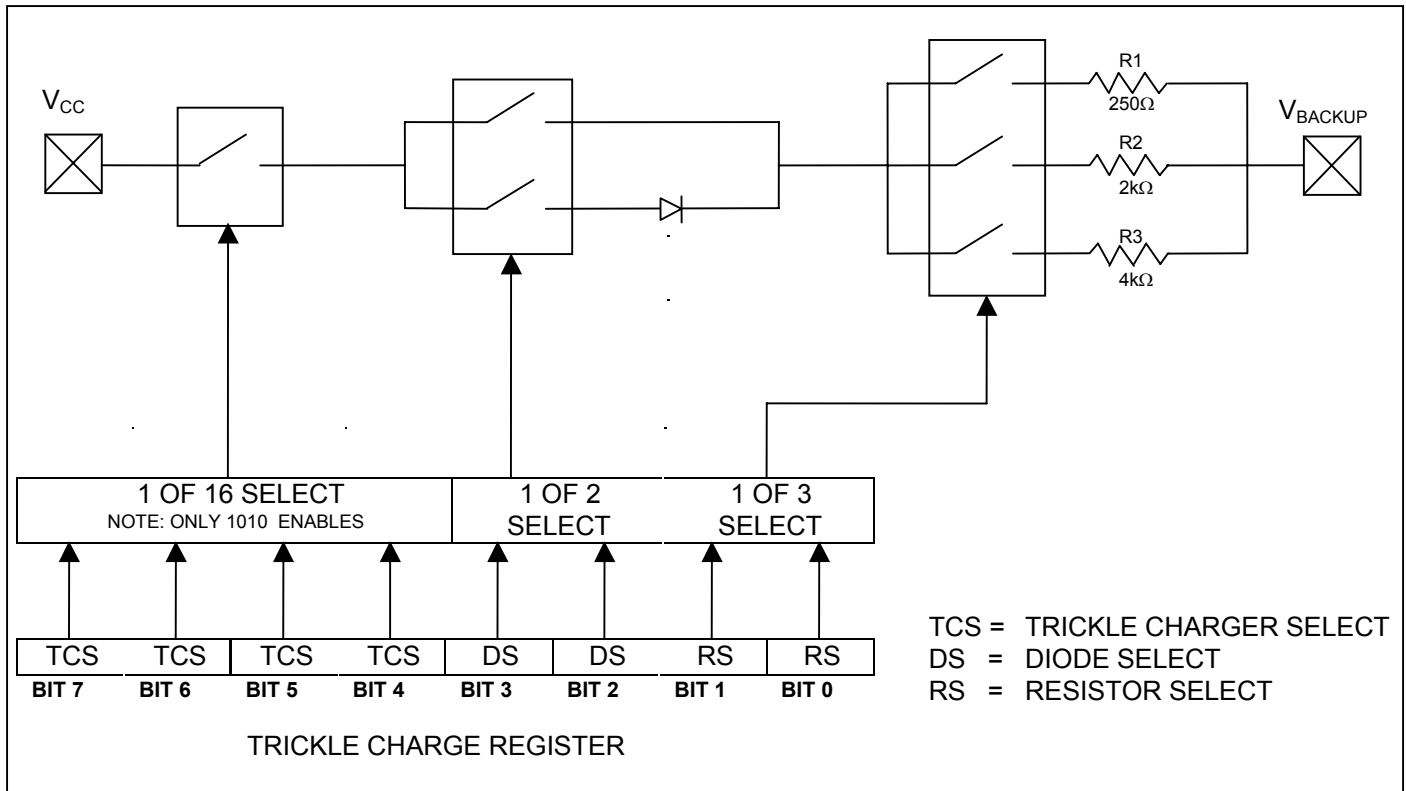 V_CC
R1
250Ω
V_BACKUP
R2
2kΩ
R3
4kΩ
1 OF 16 SELECT
NOTE: ONLY 1010 ENABLES
1 OF 2
SELECT
1 OF 3
SELECT
TCS TCS TCS TCS DS DS RS RS
BIT 7 BIT 6 BIT 5 BIT 4 BIT 3 BIT 2 BIT 1 BIT 0
TRICKLE CHARGE REGISTER
TCS = TRICKLE CHARGER SELECT
DS = DIODE SELECT
RS = RESISTOR SELECT